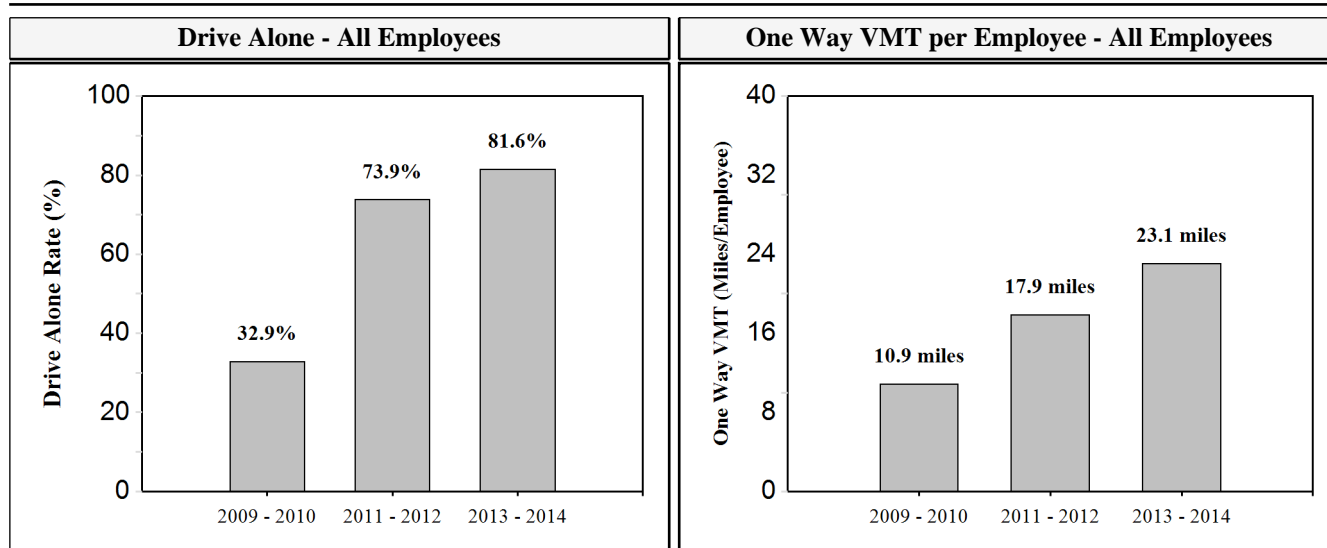 Drive Alone - All Employees
One Way VMT per Employee - All Employees
Drive Alone Rate (%)
100
80
60
40
20
0
32.9%
73.9%
81.6%
2009 - 2010
2011 - 2012
2013 - 2014
One Way VMT (Miles/Employee)
40
32
24
16
8
0
10.9 miles
17.9 miles
23.1 miles
2009 - 2010
2011 - 2012
2013 - 2014